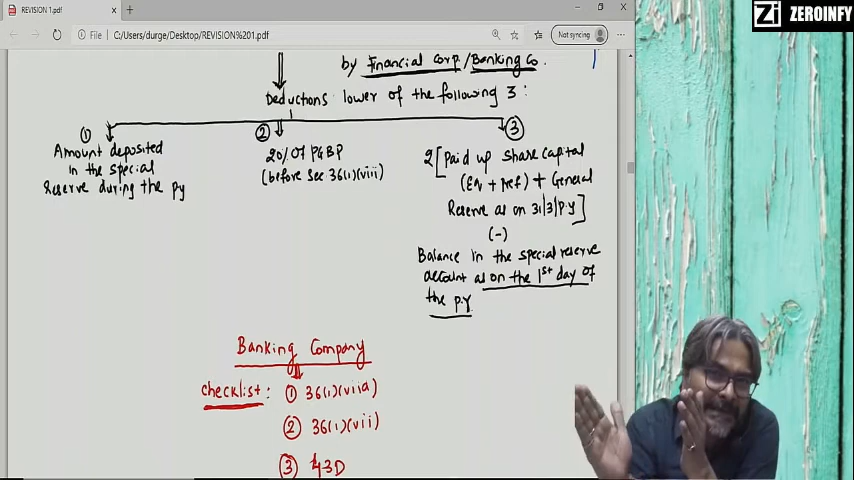 REVISION 1.pdf
File | C:/Users/durge/Desktop/REVISION%201.pdf
Not syncing
Zi ZEROINFY
by Financial Corp/Banking Co.
Deductions lower of the following 3:
① Amount deposited
in the special
Reserve during the py
② 20% of PGBP
(before sec 36(1)(viii)
③
2[Paid up share capital
(Eq + Pref) + General
Reserve as on 31/3/P.Y]
(-)
Balance in the special reserve
account as on the 1st day of
the p.y.
Banking Company
Checklist: ① 36(1)(viia)
② 36(1)(vii)
③ 43D